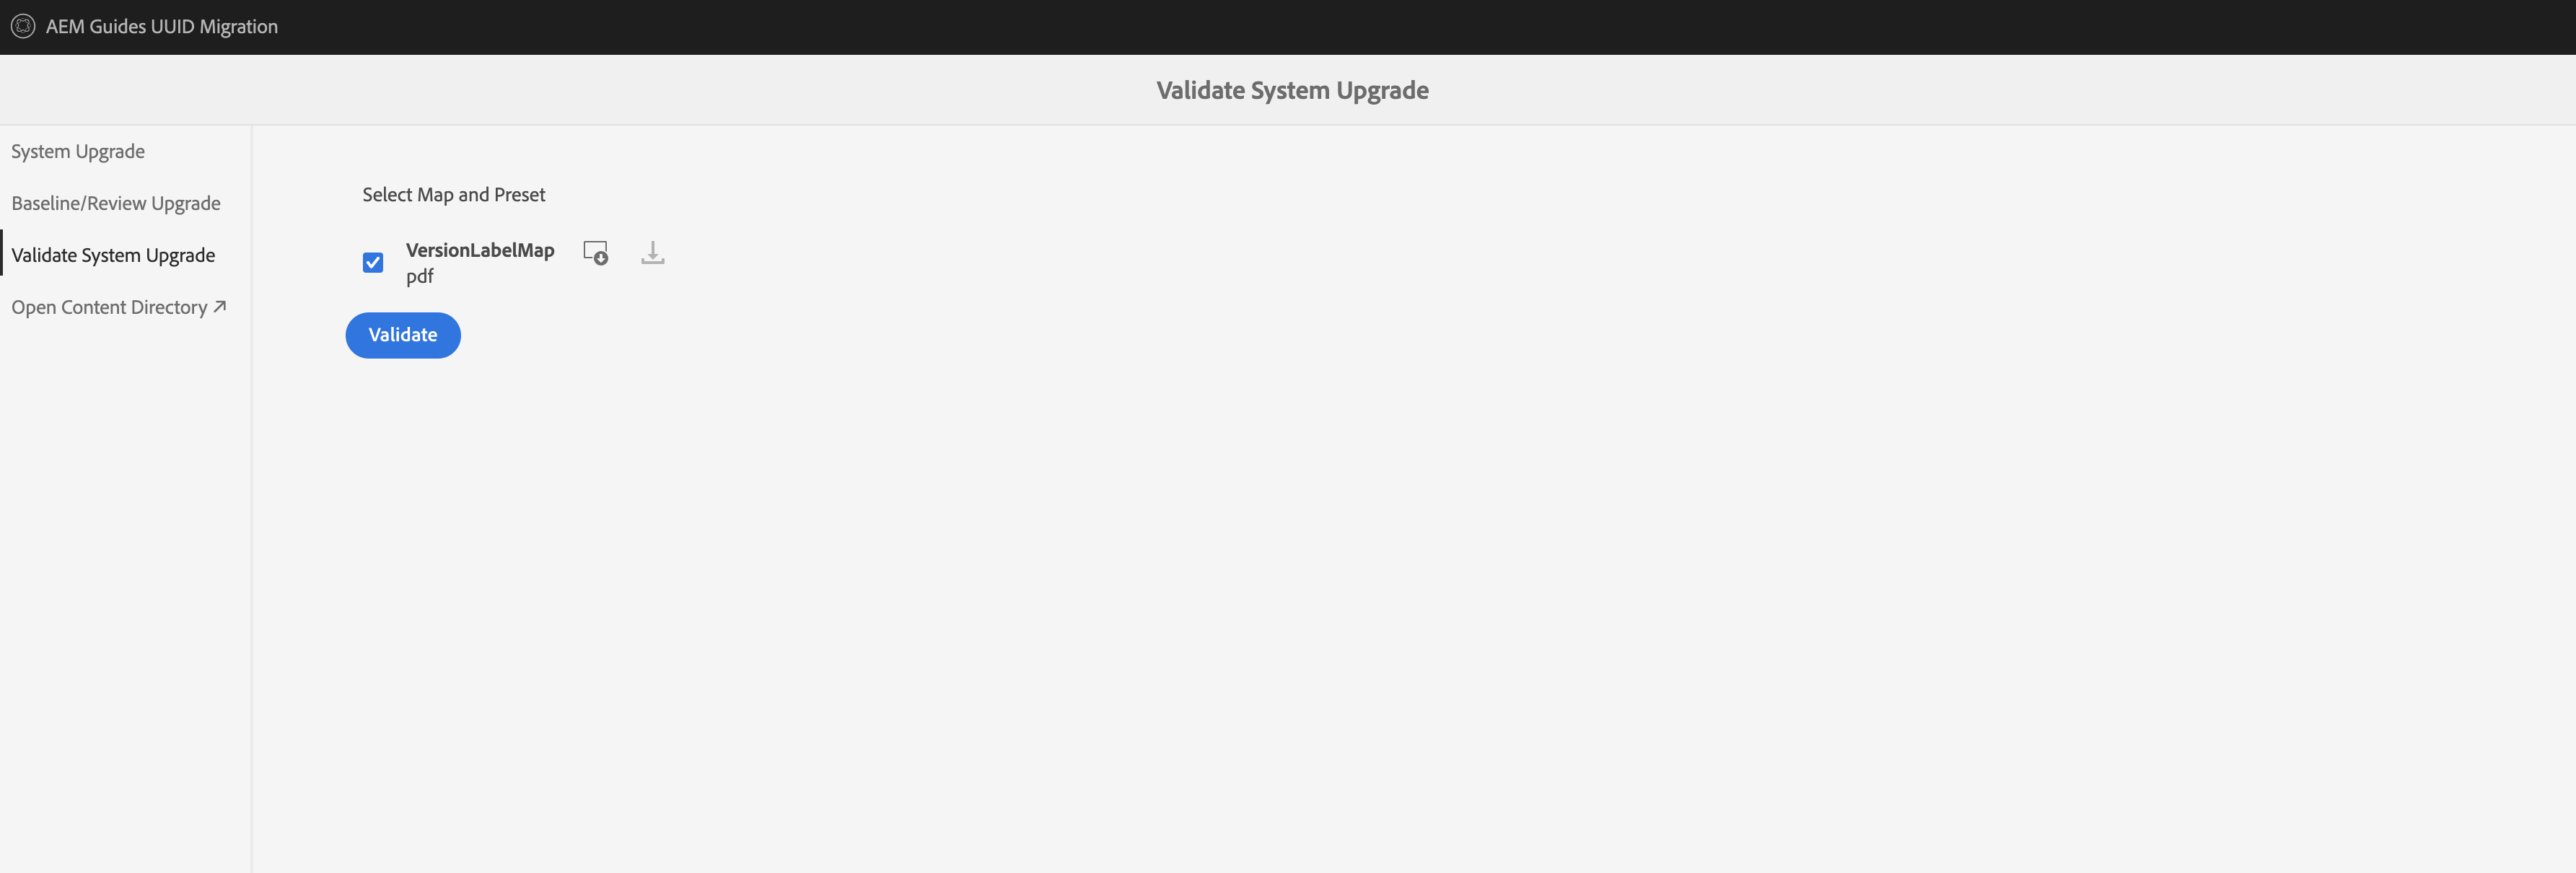 AEM Guides UUID Migration
Validate System Upgrade
System Upgrade
Baseline/Review Upgrade
Validate System Upgrade
Open Content Directory
Select Map and Preset
VersionLabelMap
pdf
Validate